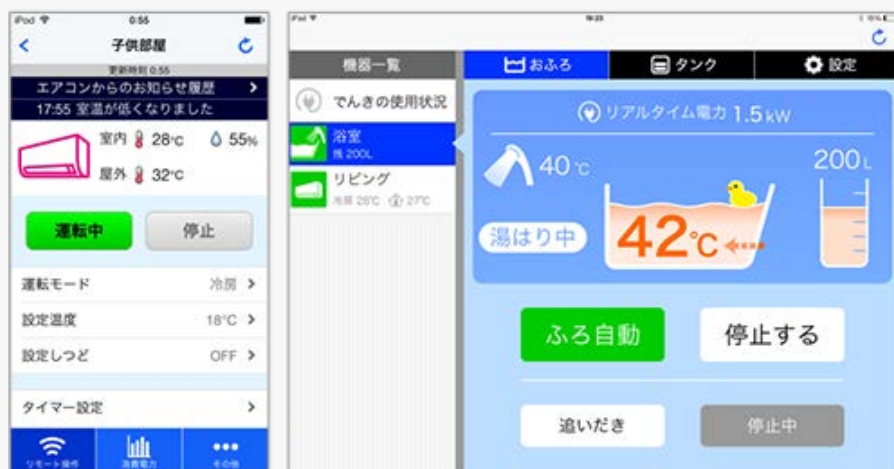 iPod
0:55
子供部屋
更新時刻 0:55
エアコンからのお知らせ履歴
17:55 室温が低くなりました
室内 28℃ 55%
屋外 32℃
運転中
停止
運転モード 冷房
設定温度 18℃
設定しつど OFF
タイマー設定
リモート操作
消費電力
その他
iPad
機器一覧
おふろ
タンク
設定
でんきの使用状況
浴室
残 200L
リビング
冷房 28℃ 27℃
リアルタイム電力 1.5 kW
40℃
200L
湯はり中
42℃
ふろ自動
停止する
追いだき
停止中